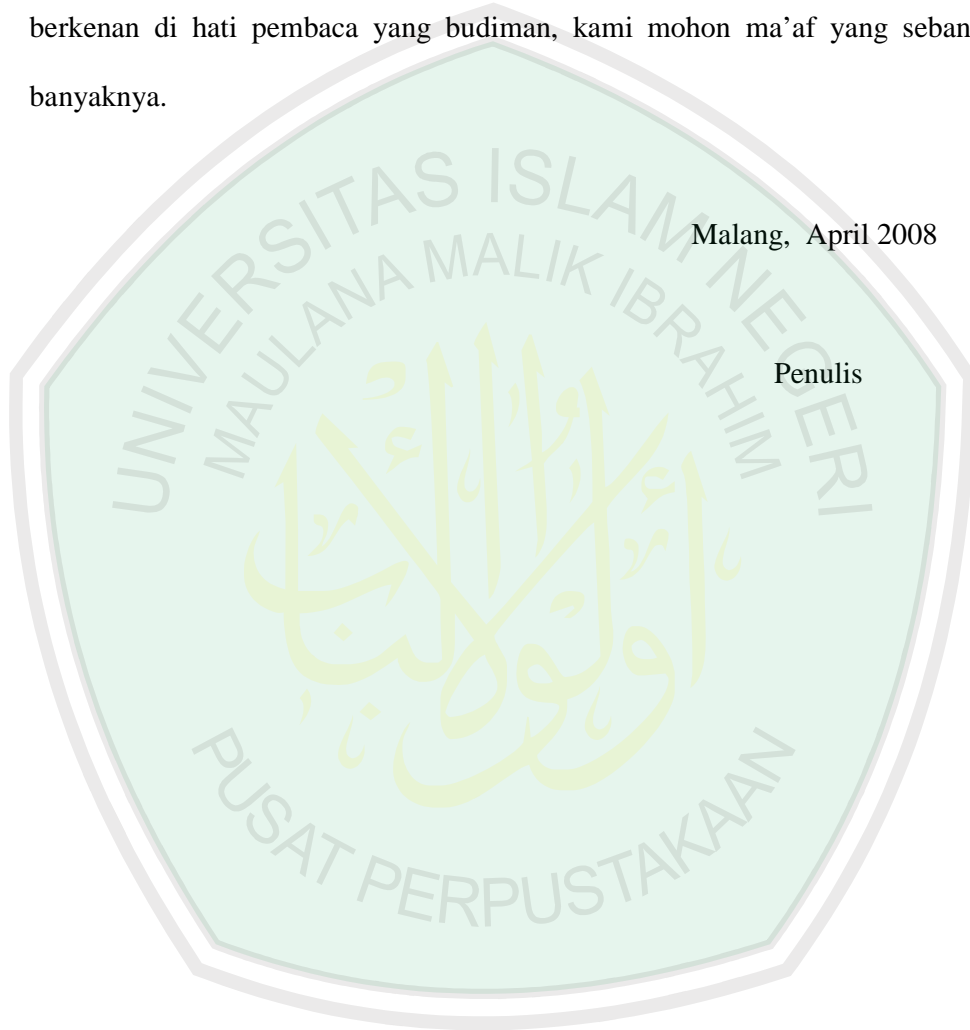 berkenan di hati pembaca yang budiman, kami mohon ma’af yang seban
banyaknya.
Malang, April 2008
Penulis
UNIVERSITAS ISLAM NEGERI
MAULANA MALIK IBRAHIM
PUSAT PERPUSTAKAAN